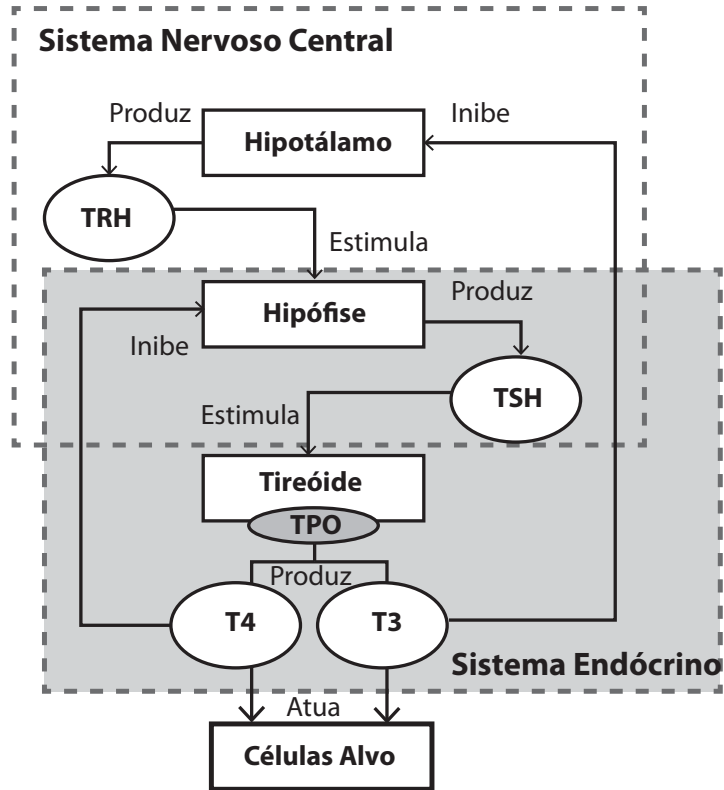 Sistema Nervoso Central
Produz
Inibe
Hipotálamo
TRH
Estimula
Produz
Hipófise
Inibe
TSH
Estimula
Tireóide
TPO
Produz
T4
T3
Sistema Endócrino
Atua
Células Alvo